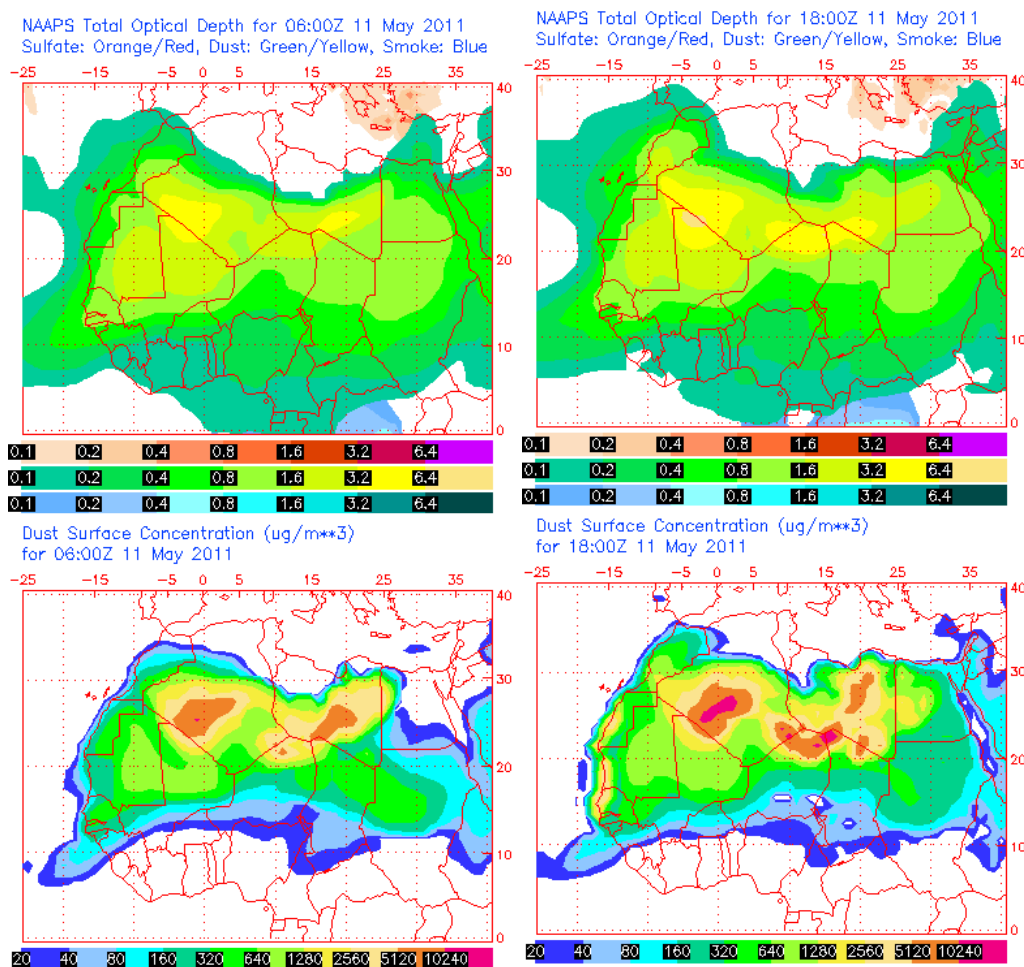 NAAPS Total Optical Depth for 06:00Z 11 May 2011
Sulfate: Orange/Red, Dust: Green/Yellow, Smoke: Blue
-25 -15 -5 0 5 15 25 35
40
30
20
10
0
0.1 0.2 0.4 0.8 1.6 3.2 6.4
0.1 0.2 0.4 0.8 1.6 3.2 6.4
0.1 0.2 0.4 0.8 1.6 3.2 6.4
NAAPS Total Optical Depth for 18:00Z 11 May 2011
Sulfate: Orange/Red, Dust: Green/Yellow, Smoke: Blue
-25 -15 -5 0 5 15 25 35
40
30
20
10
0
0.1 0.2 0.4 0.8 1.6 3.2 6.4
0.1 0.2 0.4 0.8 1.6 3.2 6.4
0.1 0.2 0.4 0.8 1.6 3.2 6.4
Dust Surface Concentration (ug/m**3)
for 06:00Z 11 May 2011
-25 -15 -5 0 5 15 25 35
40
30
20
10
0
20 40 80 160 320 640 1280 2560 5120 10240
Dust Surface Concentration (ug/m**3)
for 18:00Z 11 May 2011
-25 -15 -5 0 5 15 25 35
40
30
20
10
0
20 40 80 160 320 640 1280 2560 5120 10240